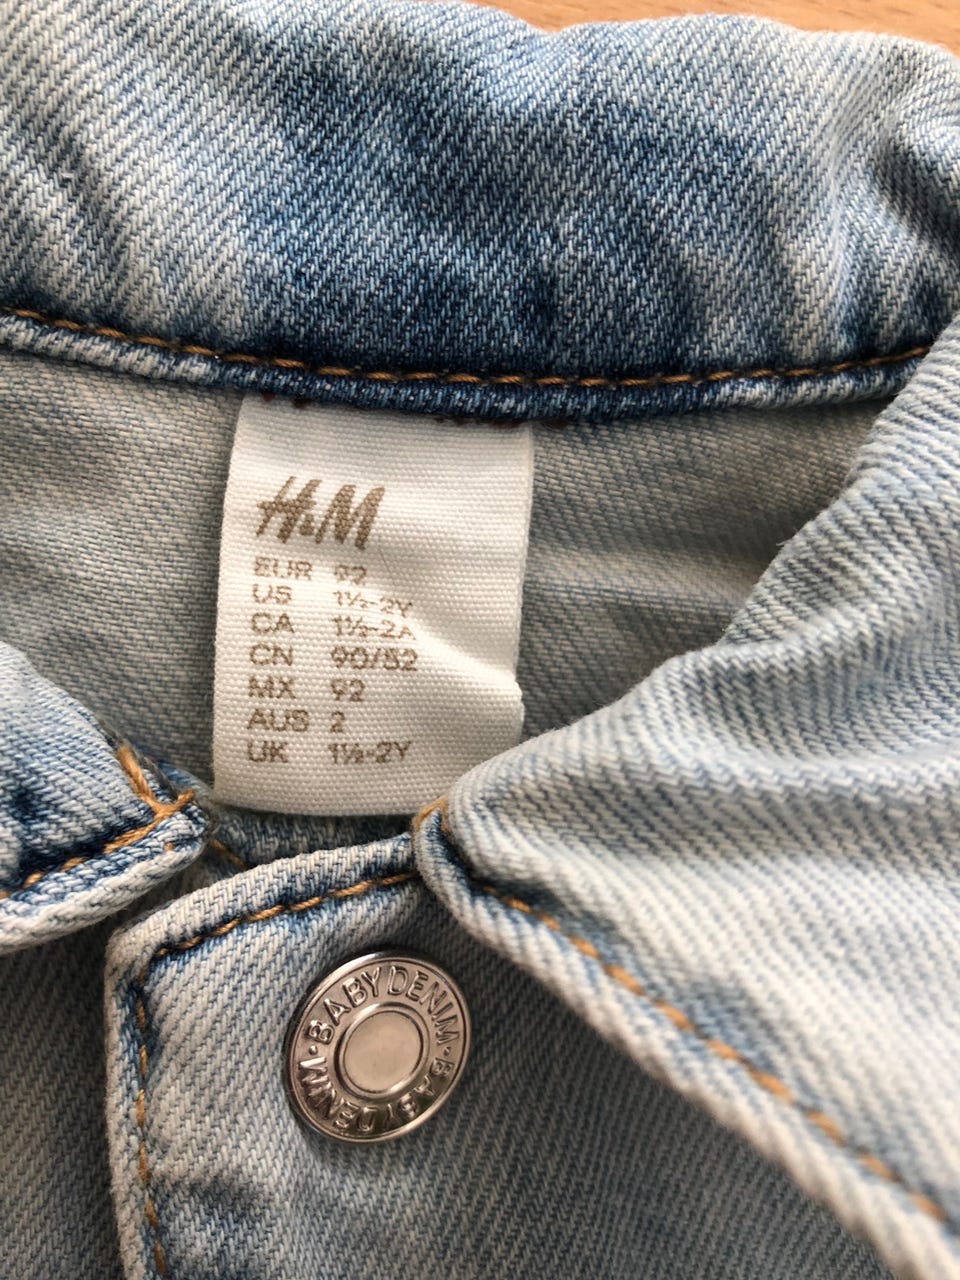 H&M
EUR 92
US 1½-2Y
CA 1½-2A
CN 90/52
MX 92
AUS 2
UK 1½-2Y
BABY DENIM · BABY DENIM ·